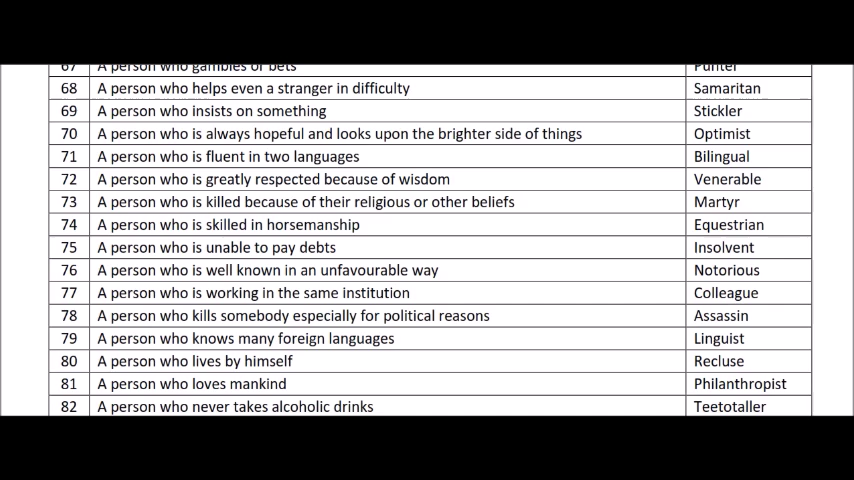 67 A person who gambles or bets Punter
68 A person who helps even a stranger in difficulty Samaritan
69 A person who insists on something Stickler
70 A person who is always hopeful and looks upon the brighter side of things Optimist
71 A person who is fluent in two languages Bilingual
72 A person who is greatly respected because of wisdom Venerable
73 A person who is killed because of their religious or other beliefs Martyr
74 A person who is skilled in horsemanship Equestrian
75 A person who is unable to pay debts Insolvent
76 A person who is well known in an unfavourable way Notorious
77 A person who is working in the same institution Colleague
78 A person who kills somebody especially for political reasons Assassin
79 A person who knows many foreign languages Linguist
80 A person who lives by himself Recluse
81 A person who loves mankind Philanthropist
82 A person who never takes alcoholic drinks Teetotaller